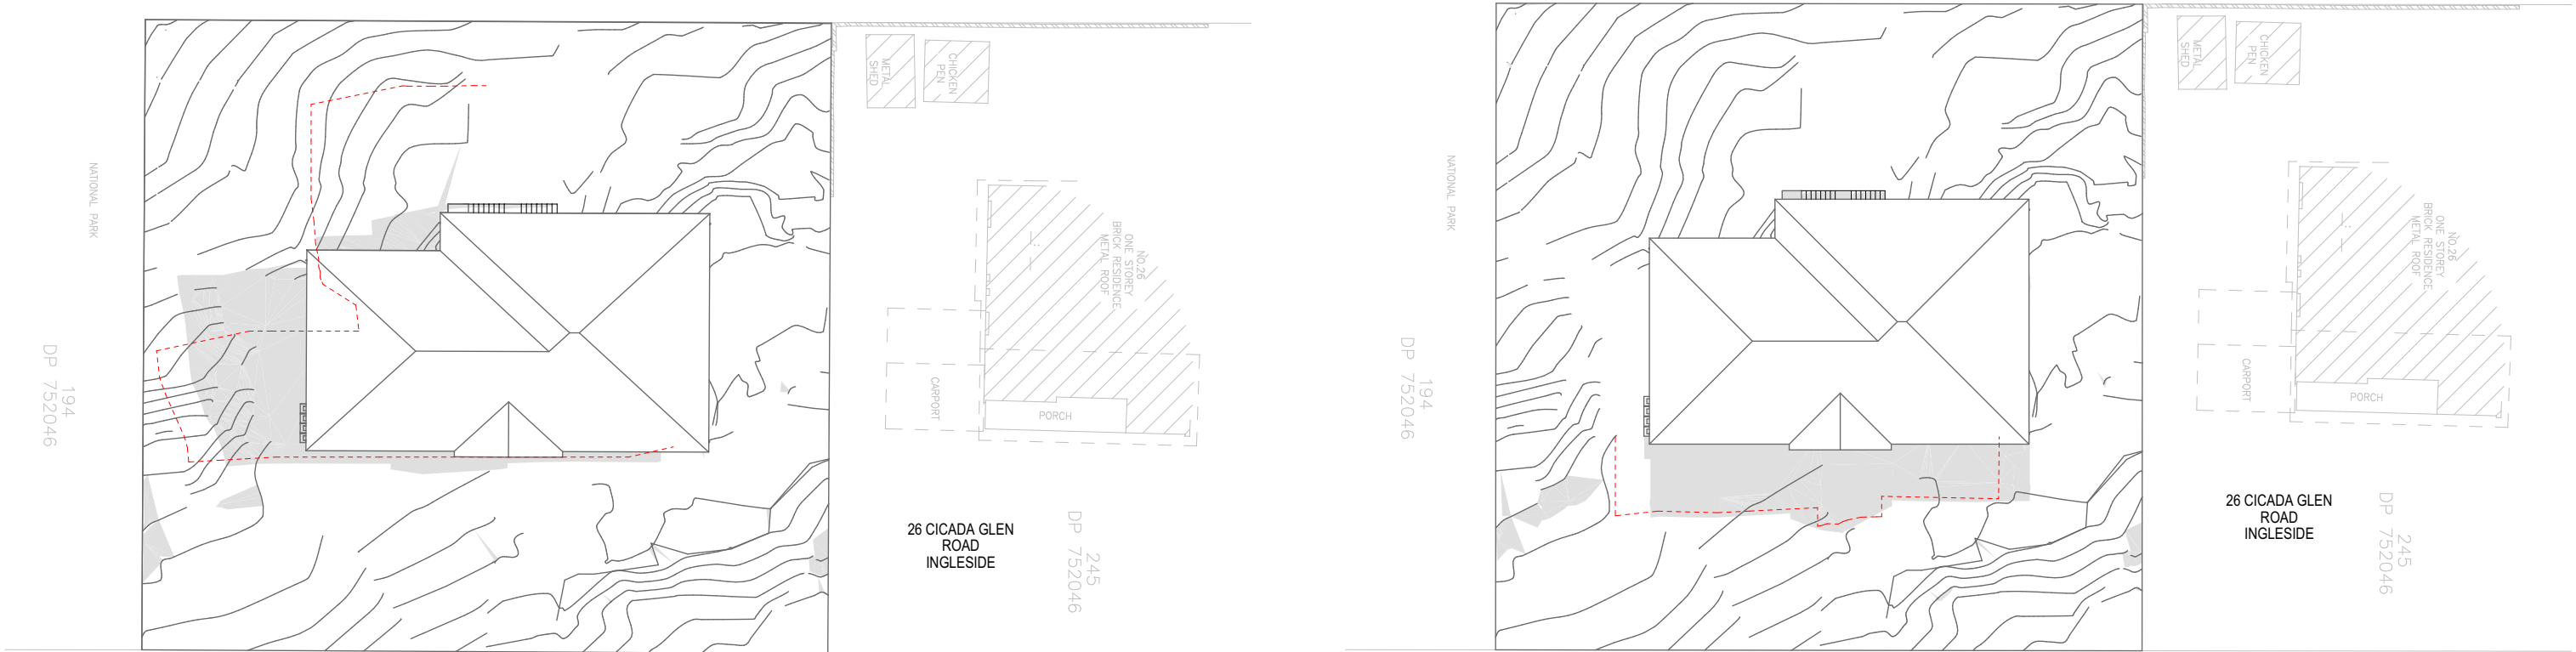 METAL
SHED
CHICKEN
PEN
NATIONAL PARK
NO.26
ONE STOREY
BRICK RESIDENCE
METAL ROOF
CARPORT
PORCH
194
DP 752046
26 CICADA GLEN
ROAD
INGLESIDE
245
DP 752046
METAL
SHED
CHICKEN
PEN
NATIONAL PARK
NO.26
ONE STOREY
BRICK RESIDENCE
METAL ROOF
CARPORT
PORCH
194
DP 752046
26 CICADA GLEN
ROAD
INGLESIDE
245
DP 752046